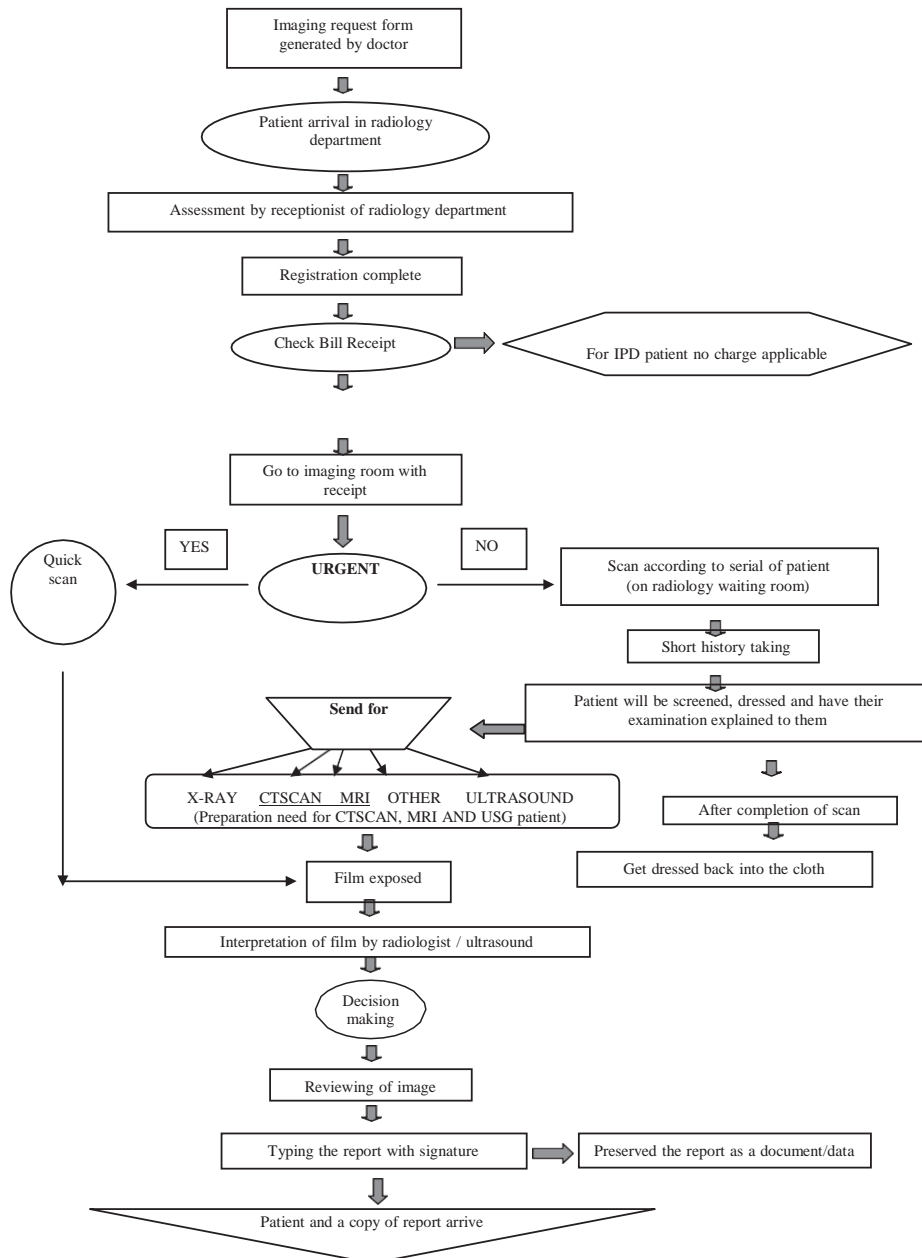 Imaging request form
generated by doctor
Patient arrival in radiology
department
Assessment by receptionist of radiology department
Registration complete
Check Bill Receipt
For IPD patient no charge applicable
Go to imaging room with
receipt
Quick
scan
YES
URGENT
NO
Scan according to serial of patient
(on radiology waiting room)
Short history taking
Patient will be screened, dressed and have their
examination explained to them
Send for
X-RAY CTSCAN MRI OTHER ULTRASOUND
(Preparation need for CTSCAN, MRI AND USG patient)
After completion of scan
Get dressed back into the cloth
Film exposed
Interpretation of film by radiologist / ultrasound
Decision
making
Reviewing of image
Typing the report with signature
Preserved the report as a document/data
Patient and a copy of report arrive